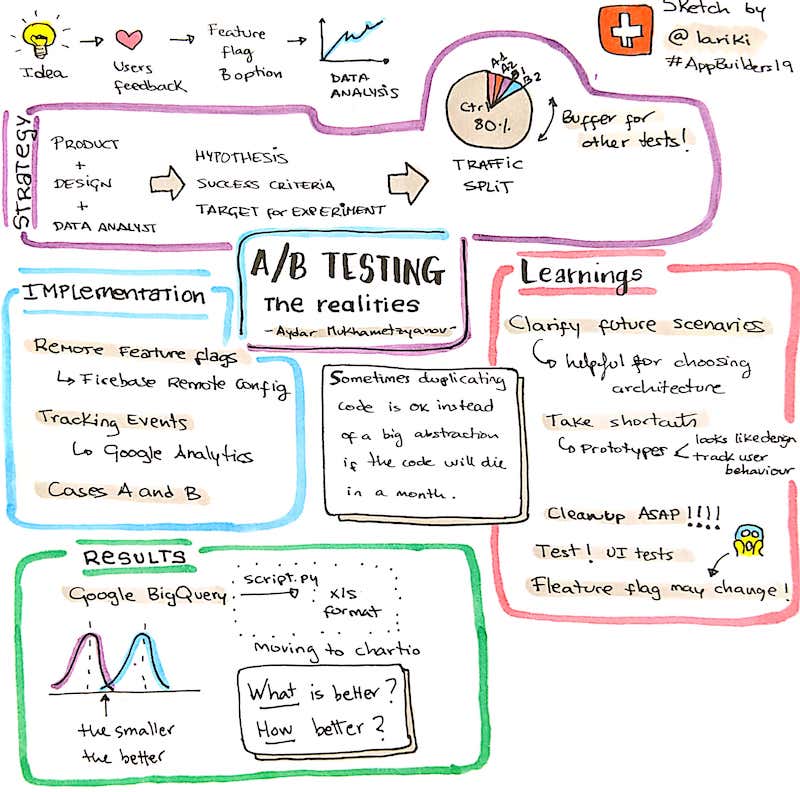 Sketch by
@lariki
#AppBuilders19
Idea
Users
feedback
Feature
flag
Boption
DATA
ANALYSIS
STRATEGY
PRODUCT
+
DESIGN
+
DATA ANALYST
HYPOTHESIS
SUCCESS CRITERIA
TARGET for EXPERIMENT
A1
A2
B1
B2
Ctrl
80%
TRAFFIC
SPLIT
Buffer for
other tests!
A/B TESTING
The realities
- Aydar Mukhametzyanov -
IMPLEMENTATION
Remote Feature flags
Firebase Remote Config
Tracking Events
Google Analytics
Cases A and B
Sometimes duplicating
code is ok instead
of a big abstraction
if the code will die
in a month.
Learnings
Clarify future scenarios
helpful for choosing
architecture
Take shortcuts
Prototypes
looks like design
track user
behaviour
Cleanup ASAP !!!!
Test! UI tests
Fleature flag may change!
RESULTS
Google BigQuery
script.py
xls
format
moving to chartio
the smaller
the better
What is better?
How better?